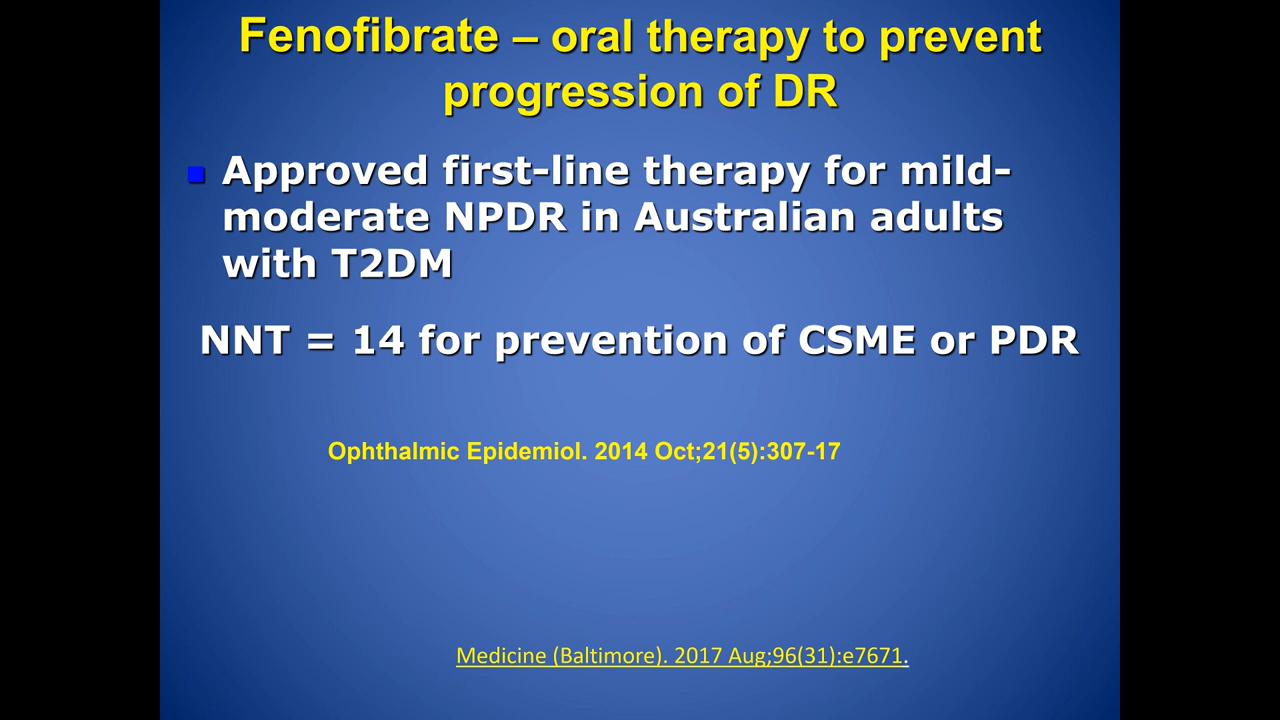 Fenofibrate – oral therapy to prevent
progression of DR
Approved first-line therapy for mild-
moderate NPDR in Australian adults
with T2DM
NNT = 14 for prevention of CSME or PDR
Ophthalmic Epidemiol. 2014 Oct;21(5):307-17
Medicine (Baltimore). 2017 Aug;96(31):e7671.